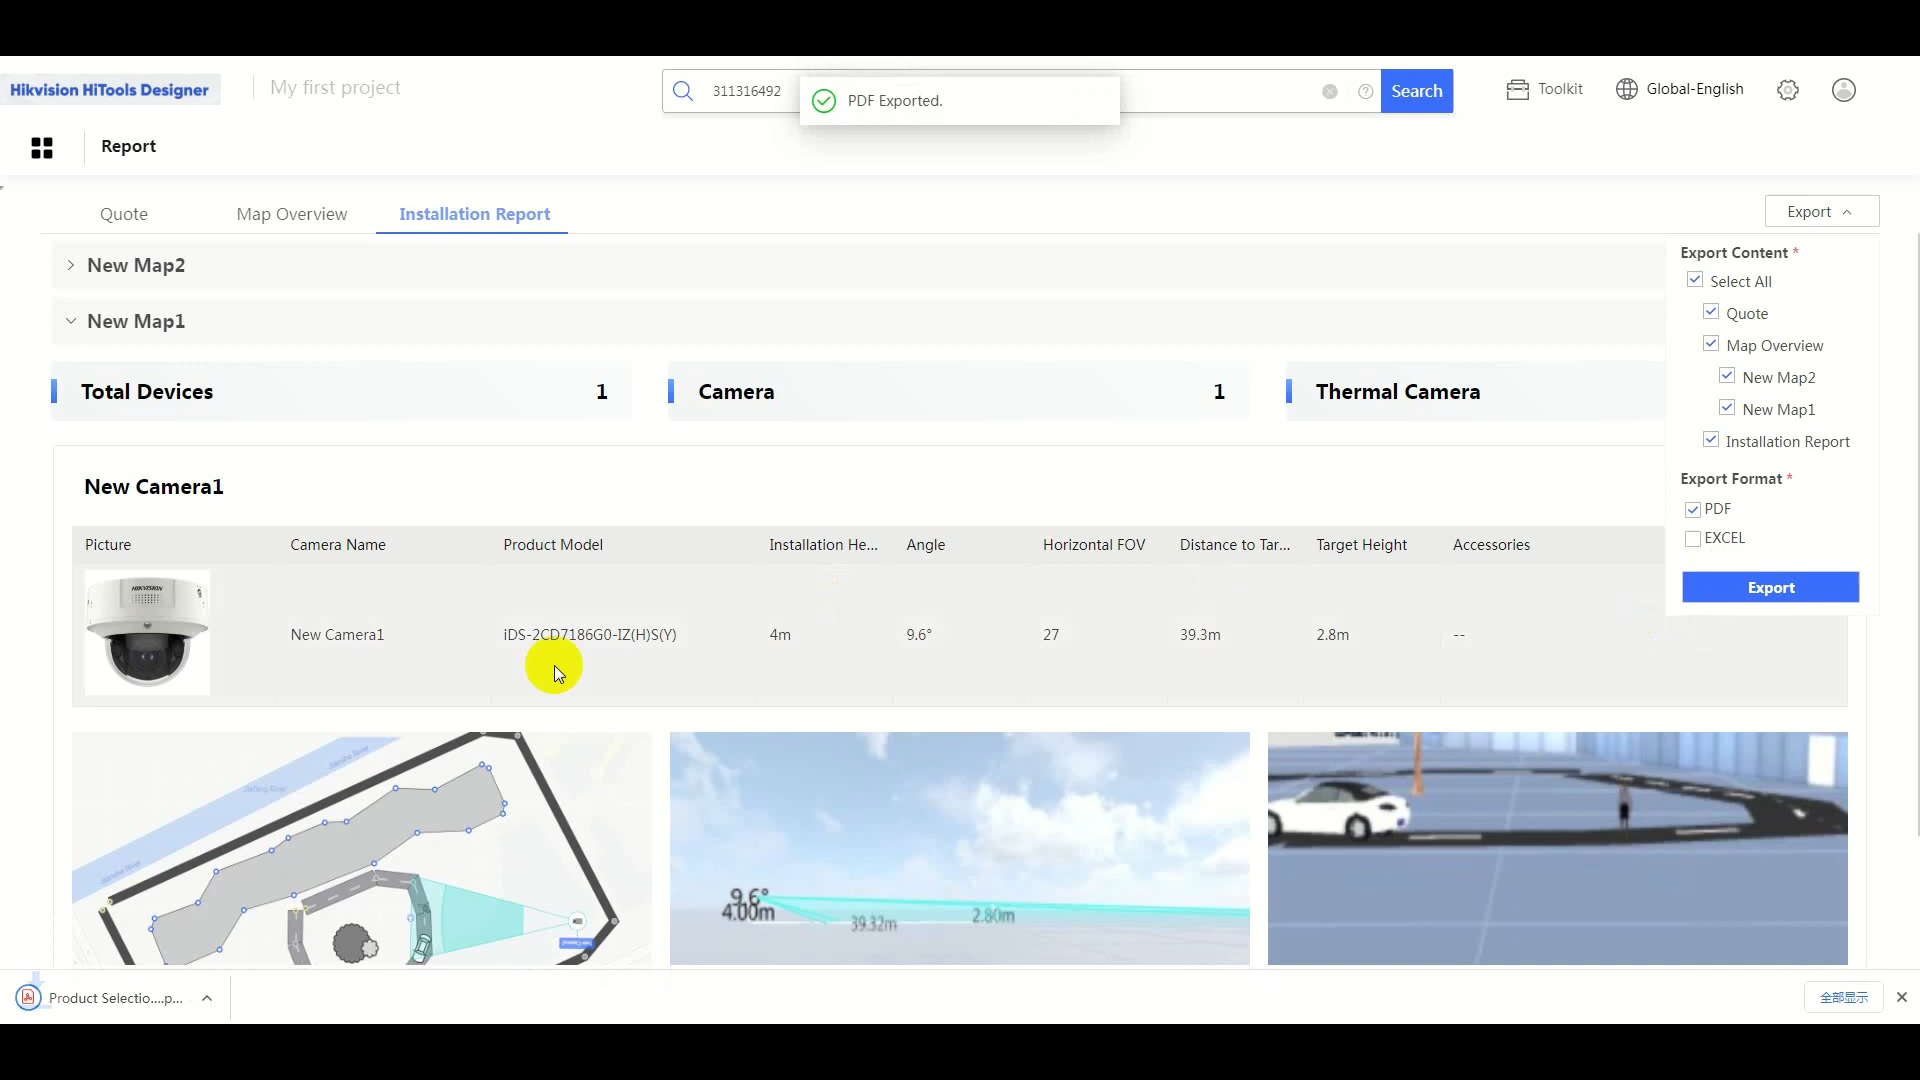 Hikvision HiTools Designer
My first project
311316492
PDF Exported.
Search
Toolkit
Global-English
Report
Quote
Map Overview
Installation Report
Export
New Map2
New Map1
Total Devices 1
Camera 1
Thermal Camera
Export Content *
Select All
Quote
Map Overview
New Map2
New Map1
Installation Report
Export Format *
PDF
EXCEL
Export
New Camera1
Picture Camera Name Product Model Installation He... Angle Horizontal FOV Distance to Tar... Target Height Accessories
HIKVISION
New Camera1 iDS-2CD7186G0-IZ(H)S(Y) 4m 9.6° 27 39.3m 2.8m --
9.6°
4.00m
39.32m
2.80m
Product Selectio....p...
全部显示